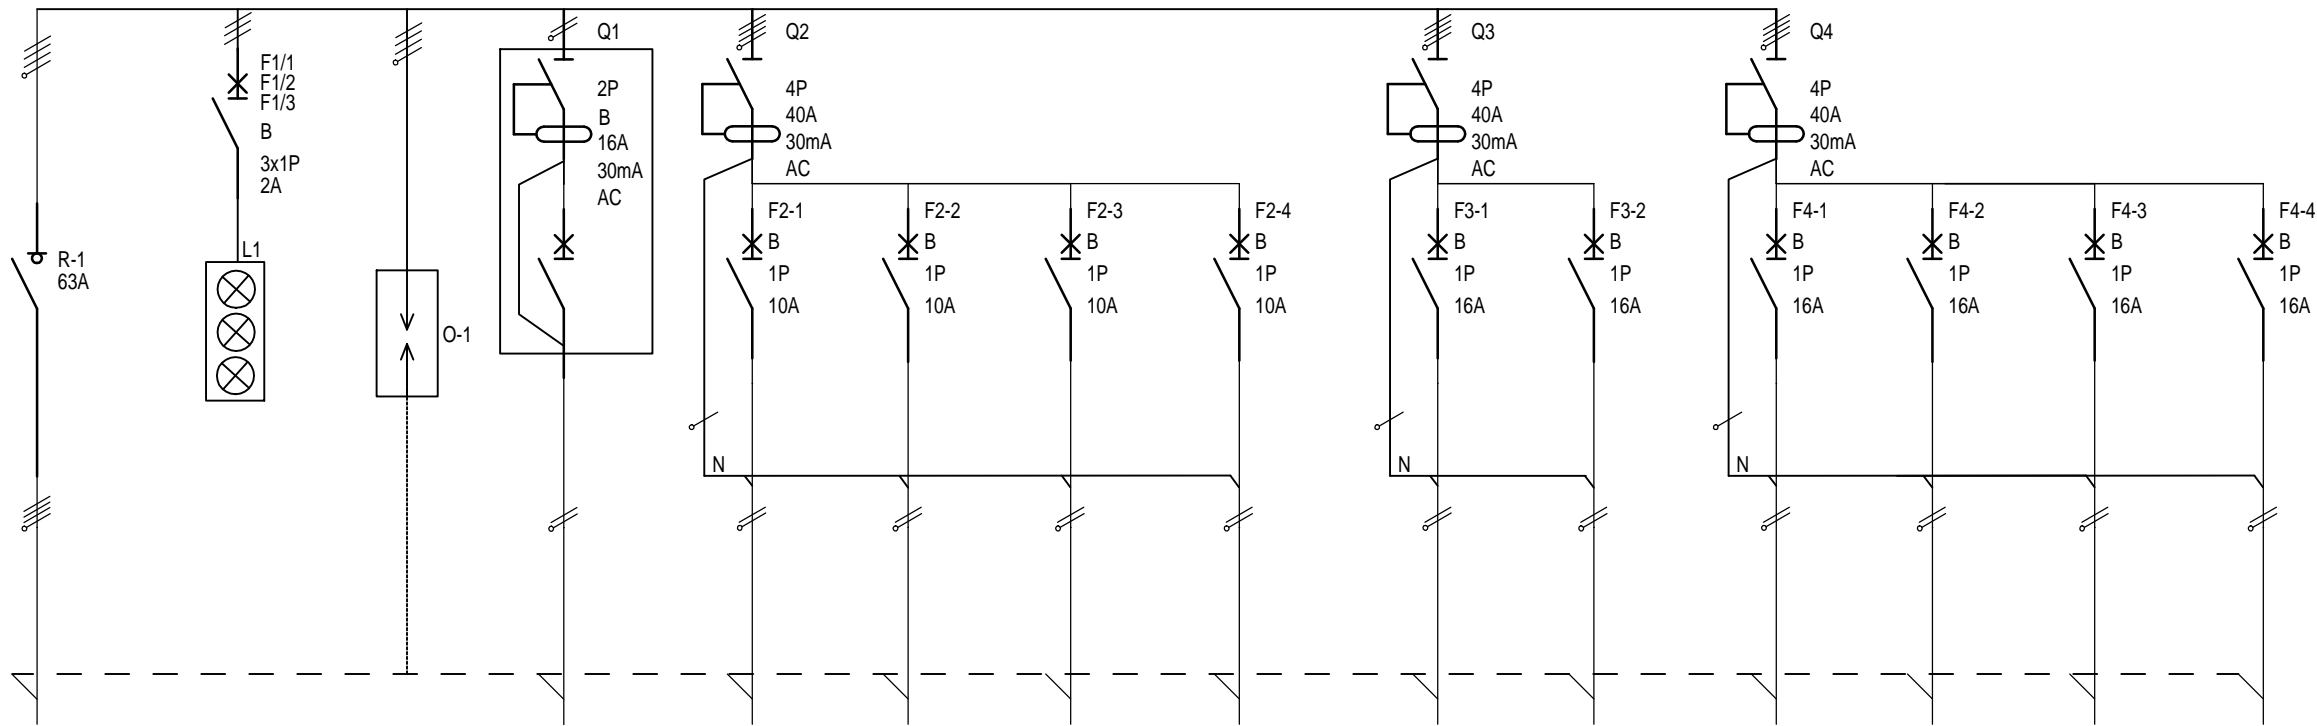 R-1
63A
F1/1
F1/2
F1/3
B
3x1P
2A
L1
O-1
Q1
2P
B
16A
30mA
AC
Q2
4P
40A
30mA
AC
F2-1
B
1P
10A
F2-2
B
1P
10A
F2-3
B
1P
10A
F2-4
B
1P
10A
N
Q3
4P
40A
30mA
AC
F3-1
B
1P
16A
F3-2
B
1P
16A
N
Q4
4P
40A
30mA
AC
F4-1
B
1P
16A
F4-2
B
1P
16A
F4-3
B
1P
16A
F4-4
B
1P
16A
N